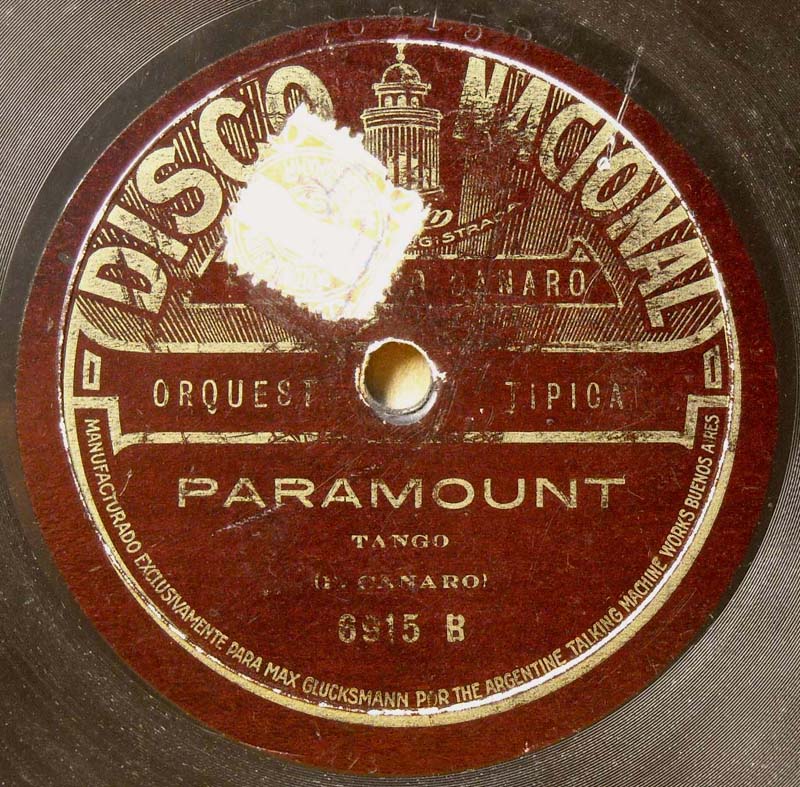 6915 B
DISCO NACIONAL
CANARO
ORQUEST TIPICA
PARAMOUNT
TANGO
(F. CANARO)
6915 B
MANUFACTURADO EXCLUSIVAMENTE PARA MAX GLUCKSMANN POR THE ARGENTINE TALKING MACHINE WORKS BUENOS AIRES